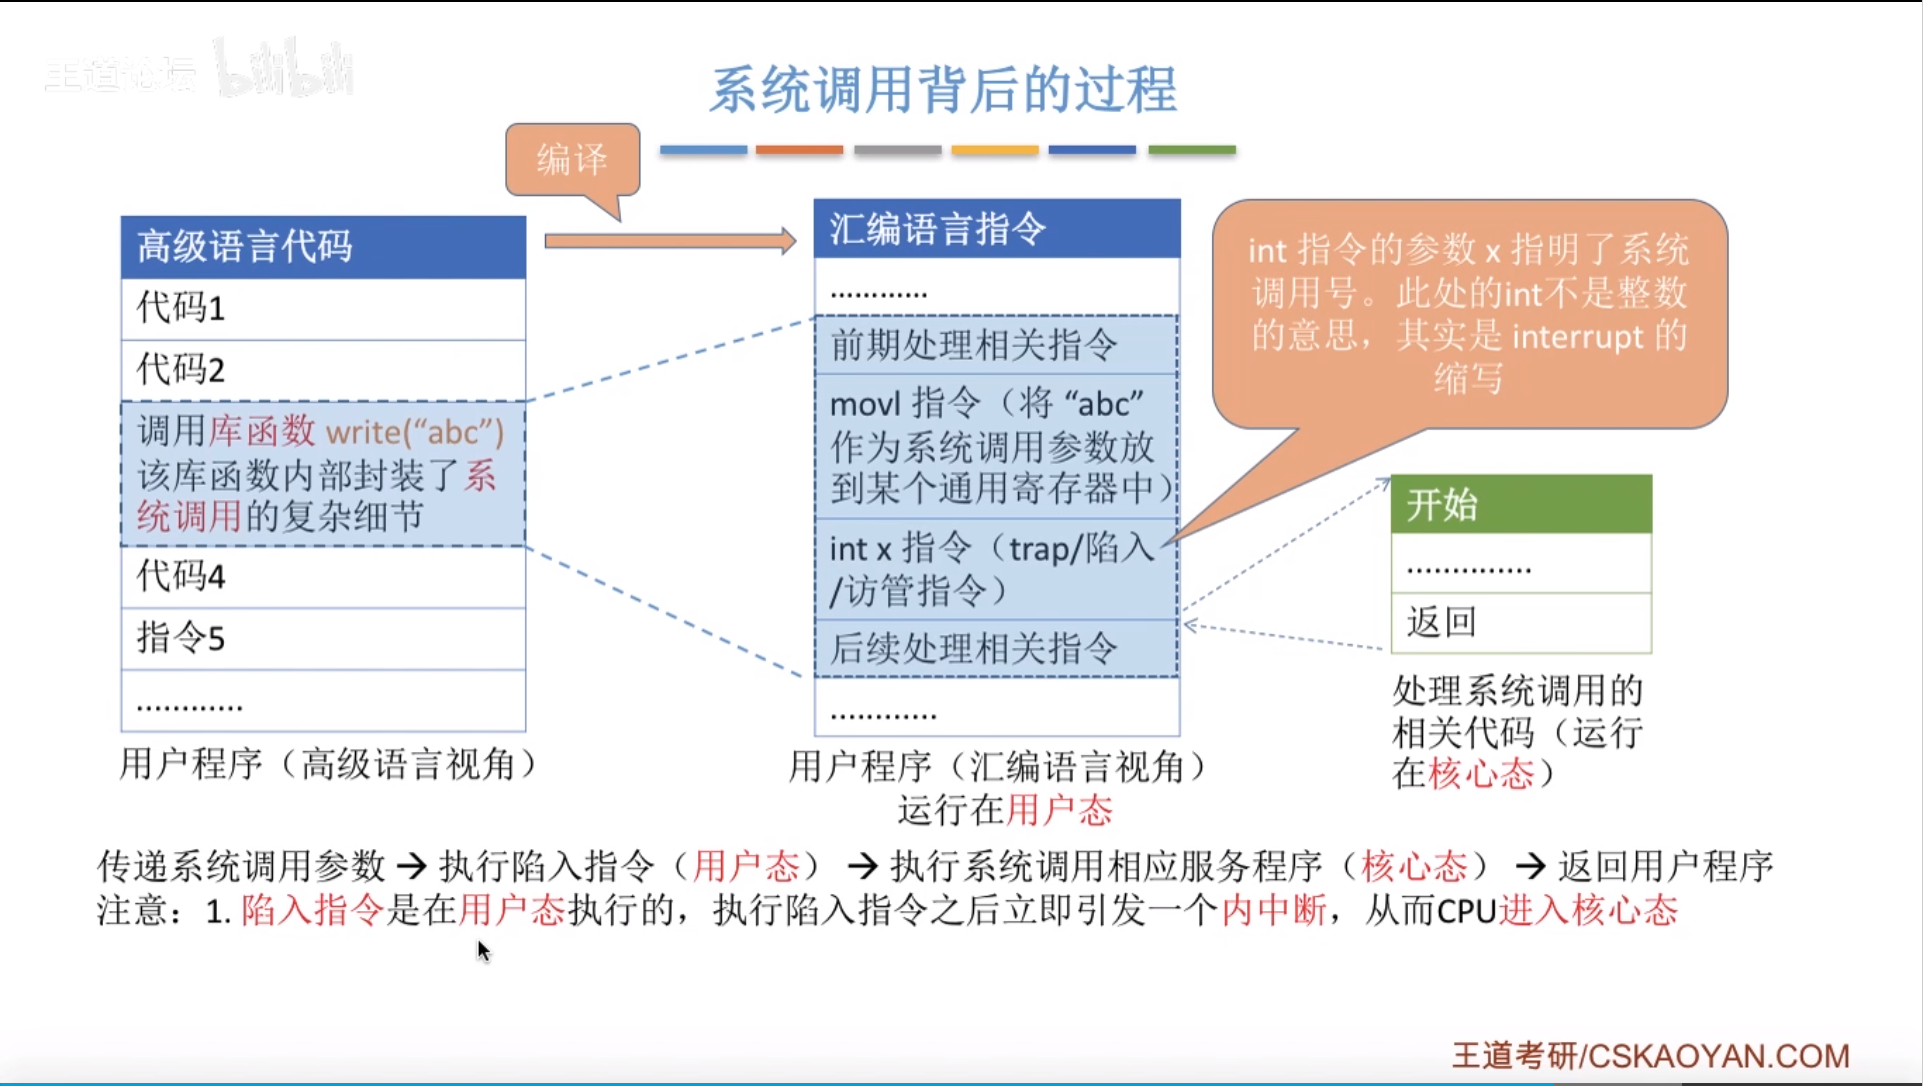 王道论坛 bilibili
系统调用背后的过程
编译
高级语言代码
代码1
代码2
调用库函数 write(“abc”)
该库函数内部封装了系
统调用的复杂细节
代码4
指令5
............
用户程序（高级语言视角）
汇编语言指令
............
前期处理相关指令
movl 指令（将 “abc”
作为系统调用参数放
到某个通用寄存器中）
int x 指令（trap/陷入
/访管指令）
后续处理相关指令
............
用户程序（汇编语言视角）
运行在用户态
int 指令的参数 x 指明了系统
调用号。此处的int不是整数
的意思，其实是 interrupt 的
缩写
开始
..............
返回
处理系统调用的
相关代码（运行
在核心态）
传递系统调用参数 → 执行陷入指令（用户态） → 执行系统调用相应服务程序（核心态） → 返回用户程序
注意：1. 陷入指令是在用户态执行的，执行陷入指令之后立即引发一个内中断，从而CPU进入核心态
王道考研/CSKAOYAN.COM